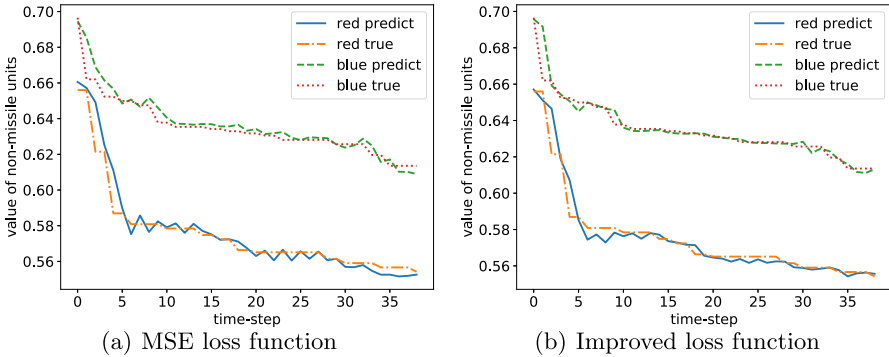 0.70
0.68
0.66
0.64
0.62
0.60
0.58
0.56
value of non-missile units
red predict
red true
blue predict
blue true
0 5 10 15 20 25 30 35
time-step
(a) MSE loss function
0.70
0.68
0.66
0.64
0.62
0.60
0.58
0.56
value of non-missile units
red predict
red true
blue predict
blue true
0 5 10 15 20 25 30 35
time-step
(b) Improved loss function